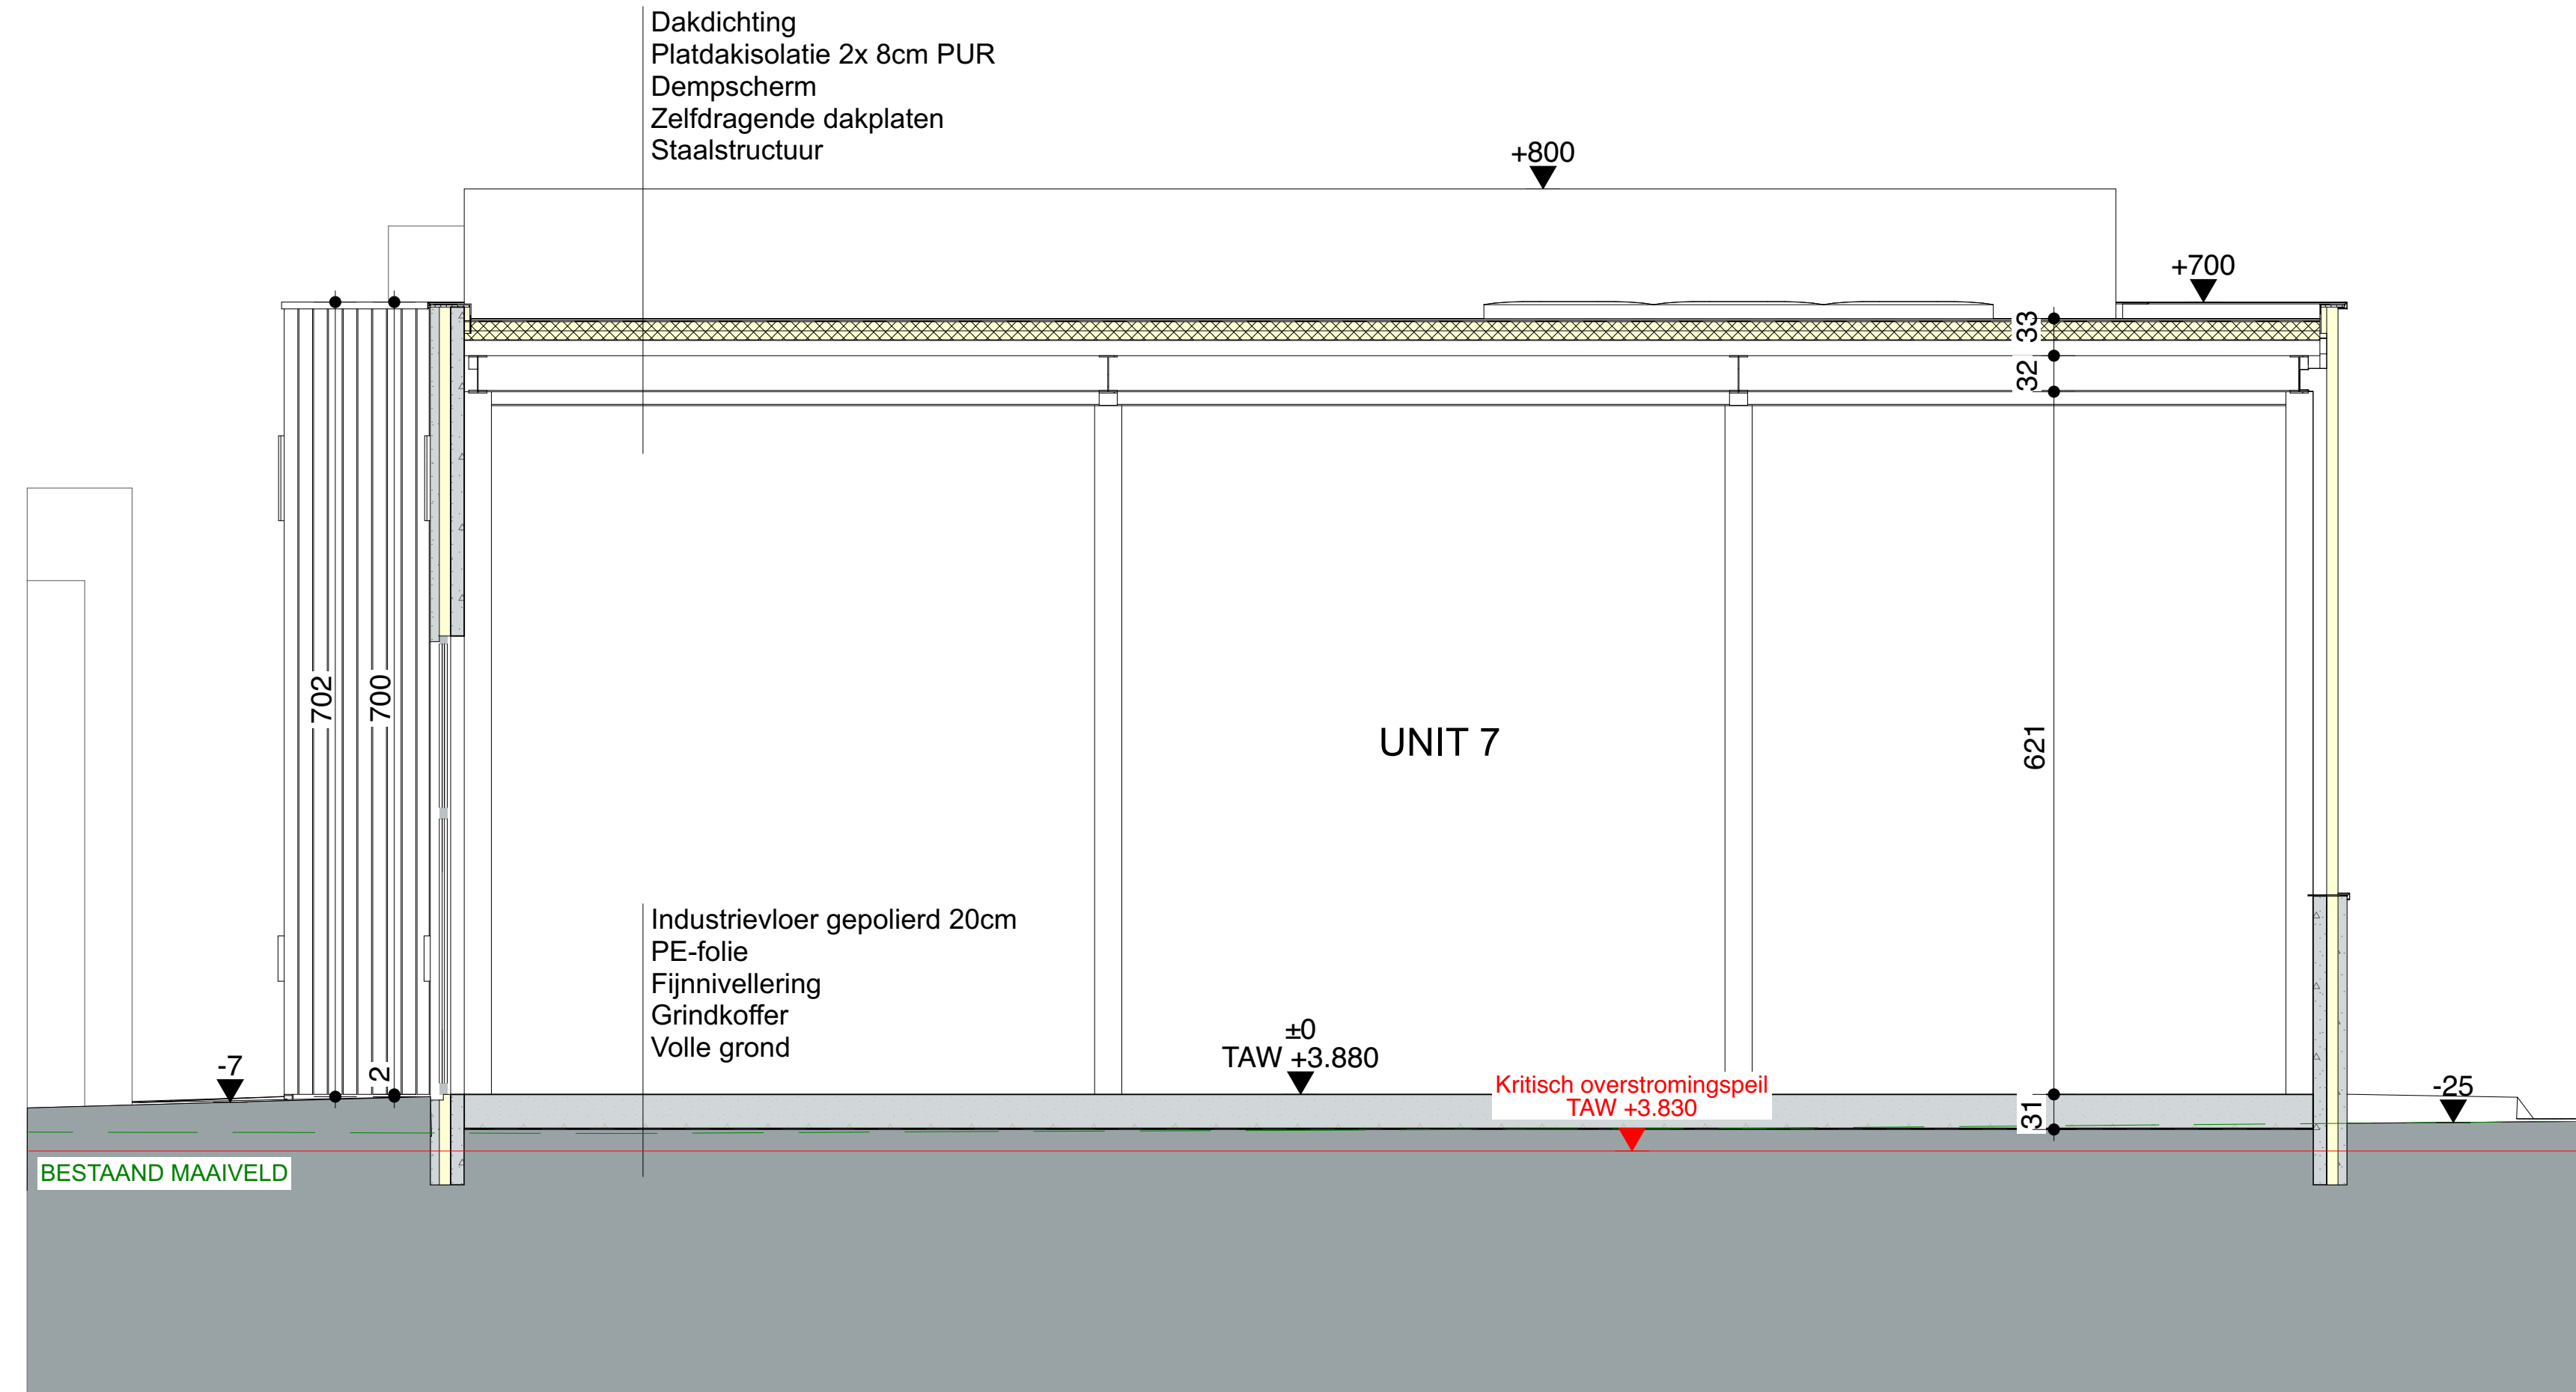 Dakdichting
Platdakisolatie 2x 8cm PUR
Dempscherm
Zelfdragende dakplaten
Staalstructuur
+800
+700
33
32
702
700
621
UNIT 7
Industrievloer gepolierd 20cm
PE-folie
Fijnnivellering
Grindkoffer
Volle grond
±0
TAW +3.880
-7
2
Kritisch overstromingspeil
TAW +3.830
-25
31
BESTAAND MAAIVELD